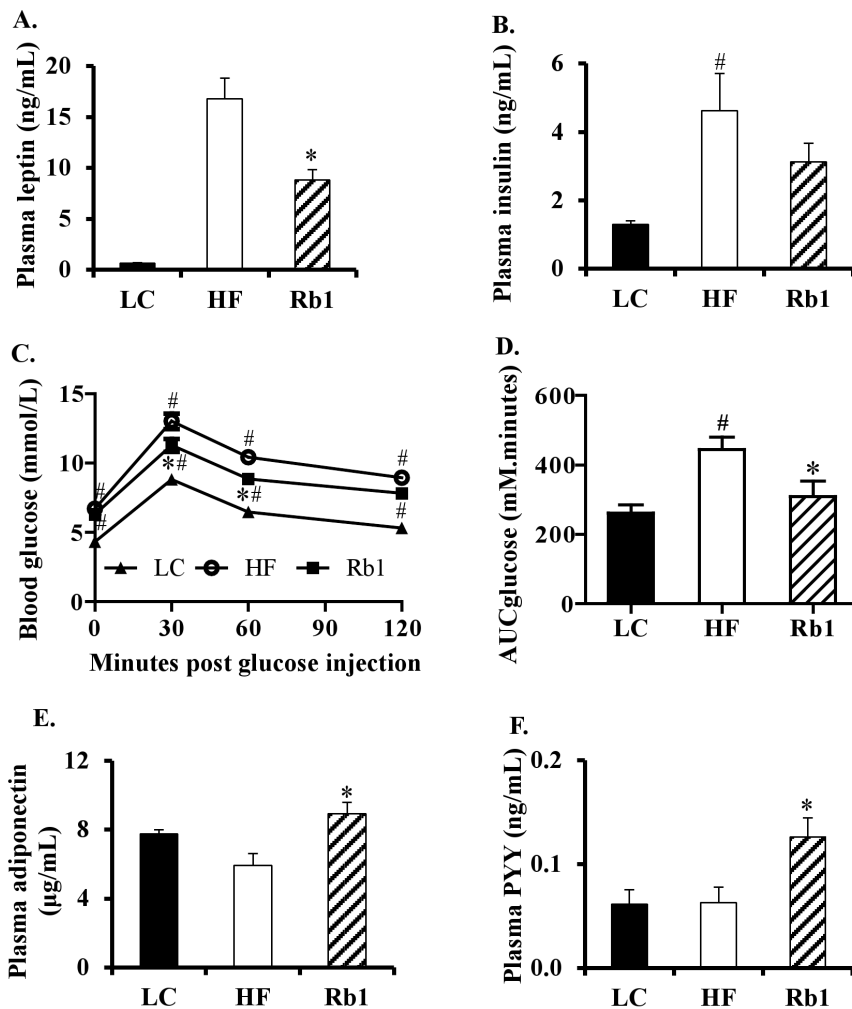 A.
Plasma leptin (ng/mL)
20
15
10
5
0
*
LC HF Rb1
B.
Plasma insulin (ng/mL)
6
4
2
0
#
LC HF Rb1
C.
Blood glucose (mmol/L)
15
10
5
0
#
#
#
#
*#
*#
#
#
LC HF Rb1
0 30 60 90 120
Minutes post glucose injection
D.
AUCglucose (mM.minutes)
600
400
200
0
#
*
LC HF Rb1
E.
Plasma adiponectin
(µg/mL)
12
8
4
0
*
LC HF Rb1
F.
Plasma PYY (ng/mL)
0.2
0.1
0.0
*
LC HF Rb1